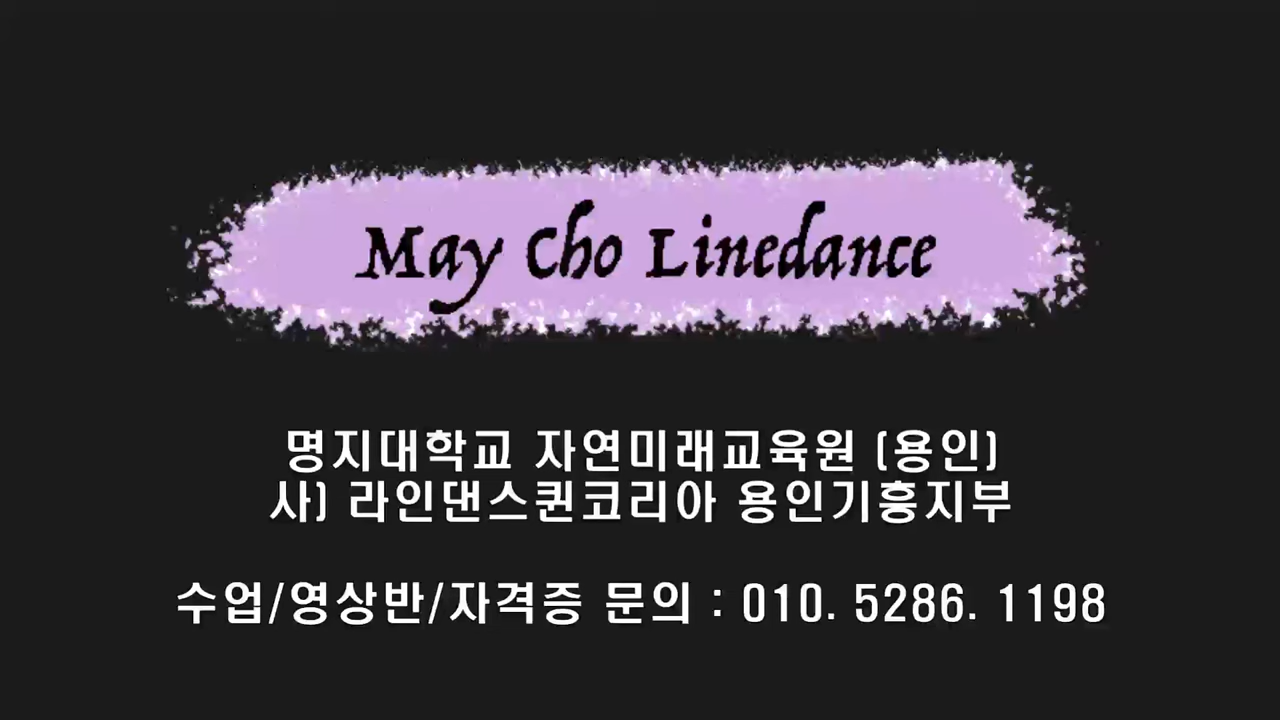 May Cho Linedance
명지대학교 자연미래교육원 (용인)
사) 라인댄스퀸코리아 용인기흥지부
수업/영상반/자격증 문의 : 010. 5286. 1198